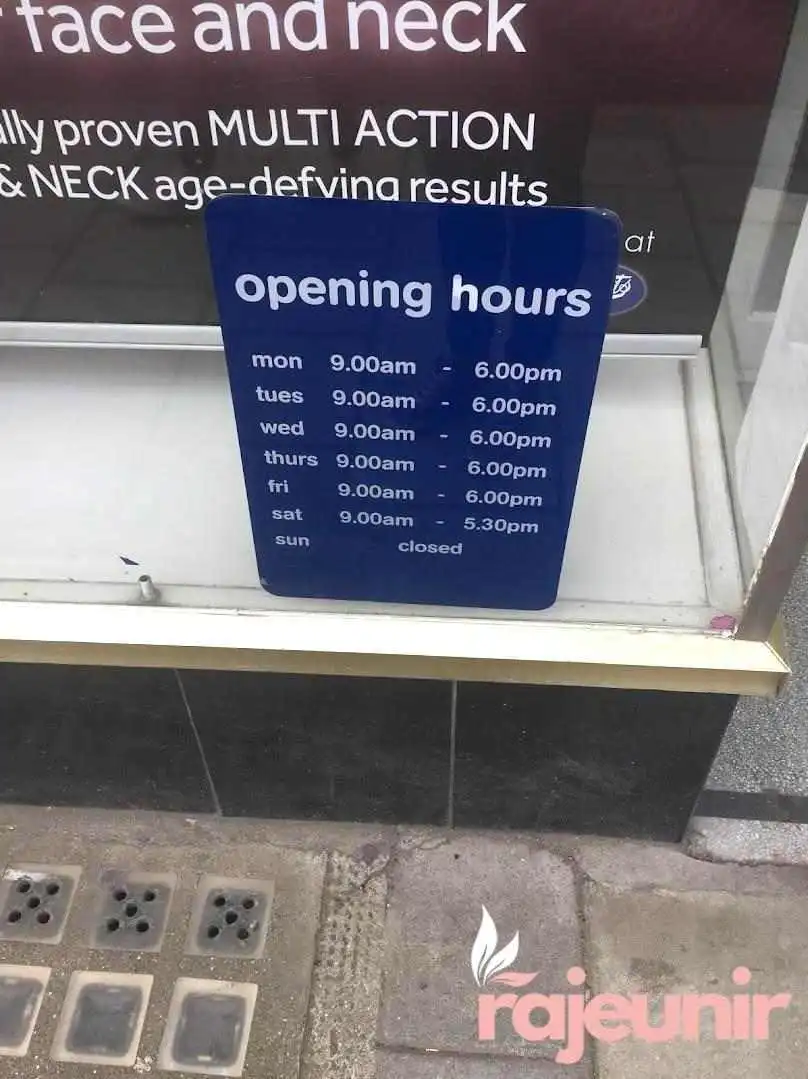 face and neck
proven MULTI ACTION
& NECK age-defying results
at
opening hours
mon 9.00am - 6.00pm
tues 9.00am - 6.00pm
wed 9.00am - 6.00pm
thurs 9.00am - 6.00pm
fri 9.00am - 6.00pm
sat 9.00am - 5.30pm
sun closed
rajeunir